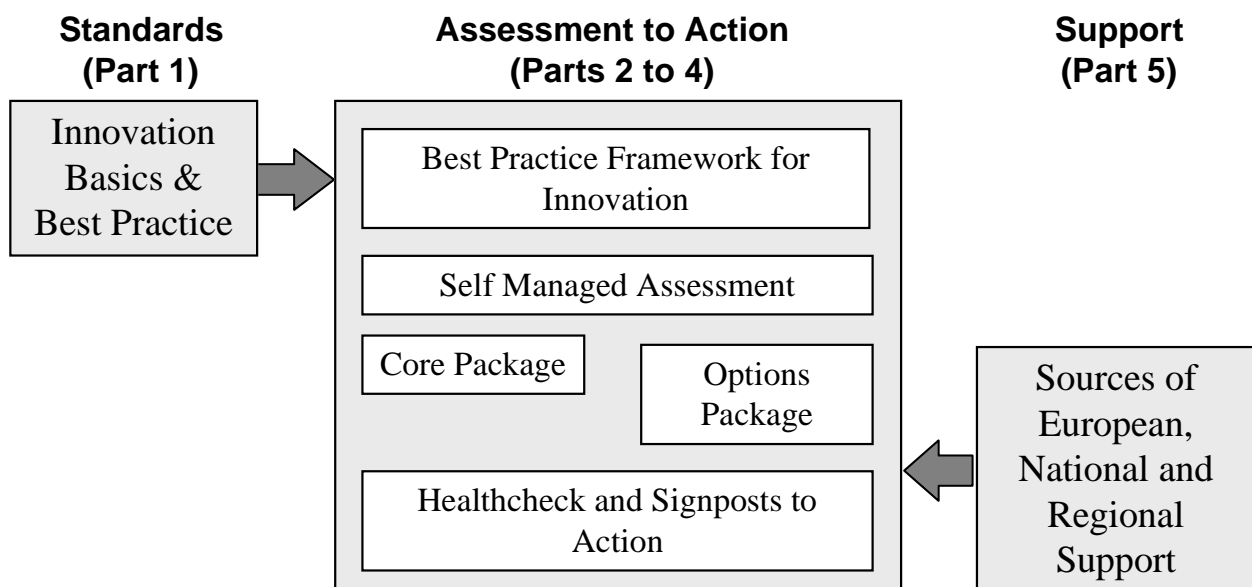 Standards
(Part 1)
Assessment to Action
(Parts 2 to 4)
Support
(Part 5)
Innovation
Basics &
Best Practice
Best Practice Framework for
Innovation
Self Managed Assessment
Core Package
Options
Package
Healthcheck and Signposts to
Action
Sources of
European,
National and
Regional
Support